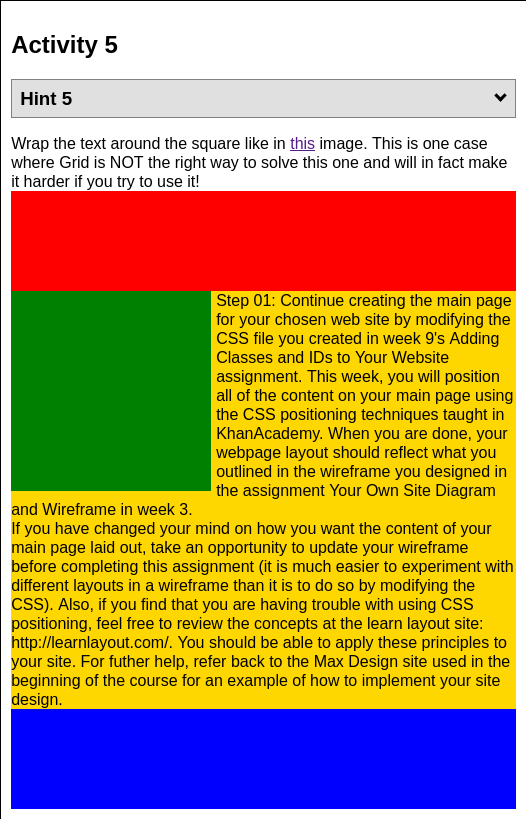 Activity 5
Hint 5
Wrap the text around the square like in this image. This is one case
where Grid is NOT the right way to solve this one and will in fact make
it harder if you try to use it!
Step 01: Continue creating the main page
for your chosen web site by modifying the
CSS file you created in week 9's Adding
Classes and IDs to Your Website
assignment. This week, you will position
all of the content on your main page using
the CSS positioning techniques taught in
KhanAcademy. When you are done, your
webpage layout should reflect what you
outlined in the wireframe you designed in
the assignment Your Own Site Diagram
and Wireframe in week 3.
If you have changed your mind on how you want the content of your
main page laid out, take an opportunity to update your wireframe
before completing this assignment (it is much easier to experiment with
different layouts in a wireframe than it is to do so by modifying the
CSS). Also, if you find that you are having trouble with using CSS
positioning, feel free to review the concepts at the learn layout site:
http://learnlayout.com/. You should be able to apply these principles to
your site. For futher help, refer back to the Max Design site used in the
beginning of the course for an example of how to implement your site
design.